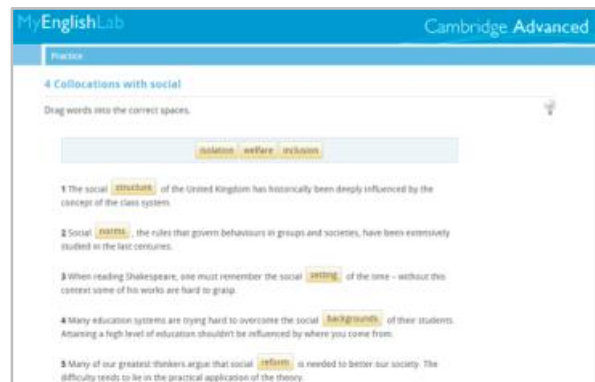 MyEnglishLab
Cambridge Advanced
Practice
4 Collocations with social
Drag words into the correct spaces.
isolation welfare inclusion
1 The social structure of the United Kingdom has historically been deeply influenced by the
concept of the class system.
2 Social norms, the rules that govern behaviours in groups and societies, have been extensively
studied in the last centuries.
3 When reading Shakespeare, one must remember the social setting of the time – without this
context some of his works are hard to grasp.
4 Many education systems are trying hard to overcome the social backgrounds of their students.
Attaining a high level of education shouldn't be influenced by where you come from.
5 Many of our greatest thinkers argue that social reform is needed to better our society. The
difficulty tends to lie in the practical application of the theory.